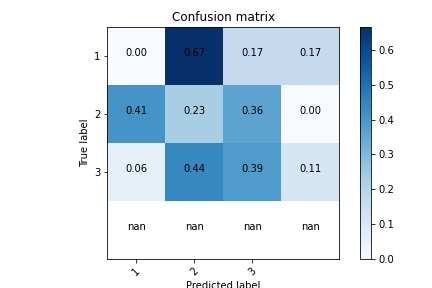 Confusion matrix
1 0.00 0.67 0.17 0.17
2 0.41 0.23 0.36 0.00
3 0.06 0.44 0.39 0.11
nan nan nan nan
1 2 3
True label
Predicted label
0.6
0.5
0.4
0.3
0.2
0.1
0.0